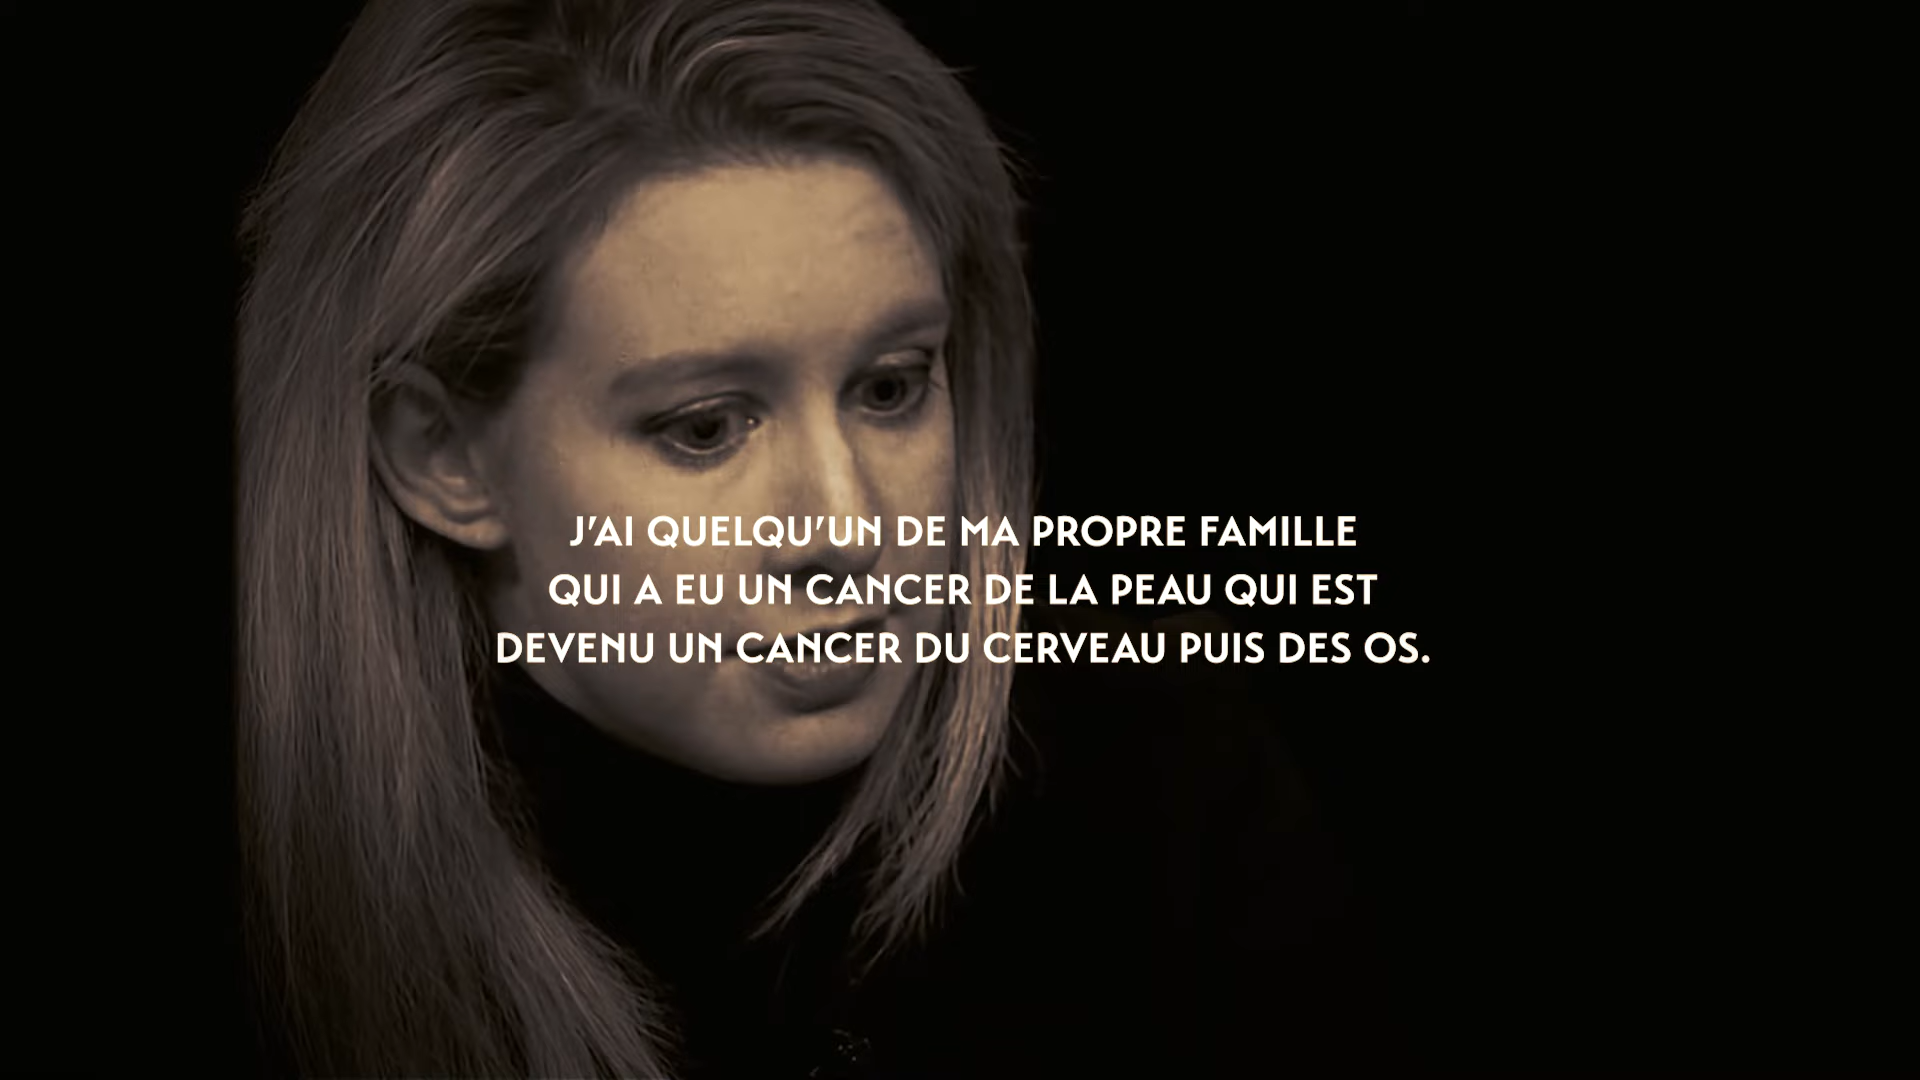 J'AI QUELQU'UN DE MA PROPRE FAMILLE
QUI A EU UN CANCER DE LA PEAU QUI EST
DEVENU UN CANCER DU CERVEAU PUIS DES OS.